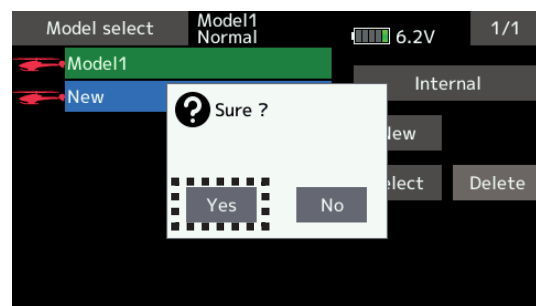 Model select
Model1
Normal
6.2V
1/1
Model1
New
Internal
Sure ?
Yes
No
Delete